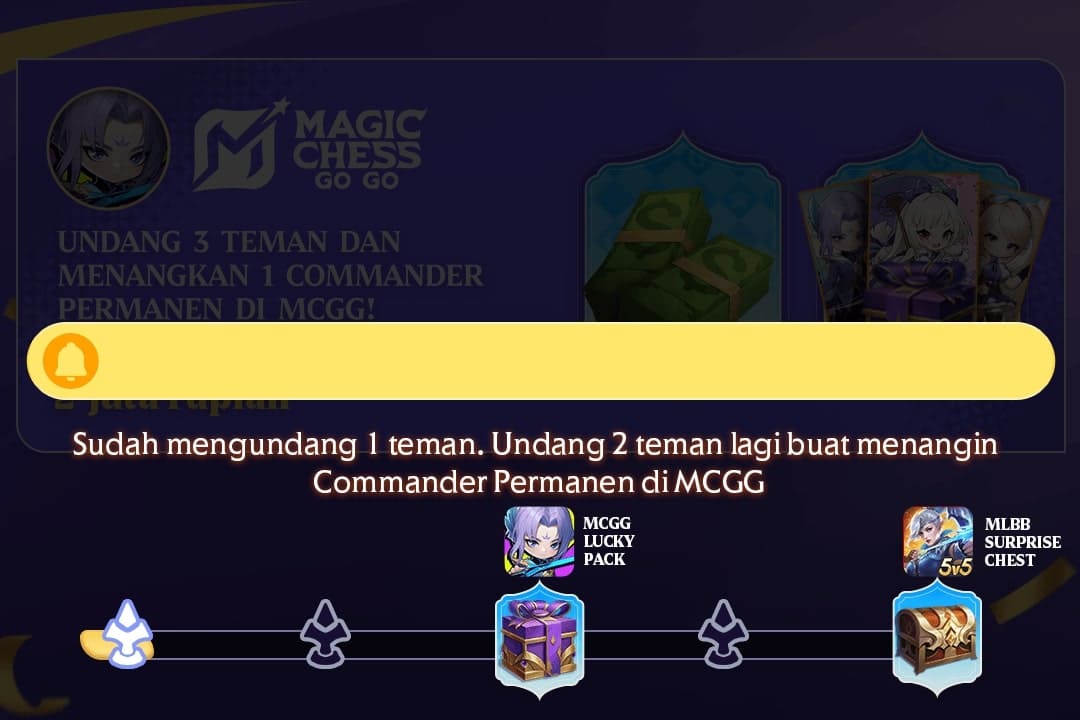 MAGIC
CHESS
GO GO
UNDANG 3 TEMAN DAN
MENANGKAN 1 COMMANDER
PERMANEN DI MCGG!
Sudah mengundang 1 teman. Undang 2 teman lagi buat menangin
Commander Permanen di MCGG
MCGG
LUCKY
PACK
MLBB
SURPRISE
CHEST
5v5